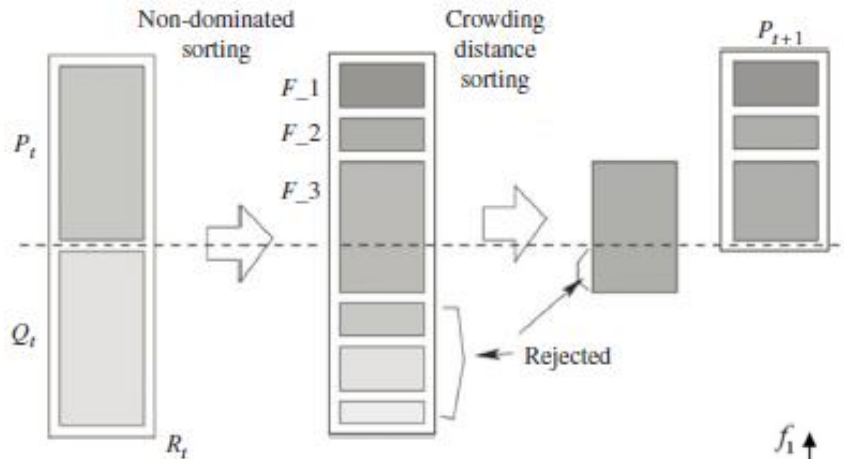 Non-dominated
sorting
Crowding
distance
sorting
P_{t+1}
F_1
P_t
F_2
F_3
Q_t
Rejected
R_t
f_1